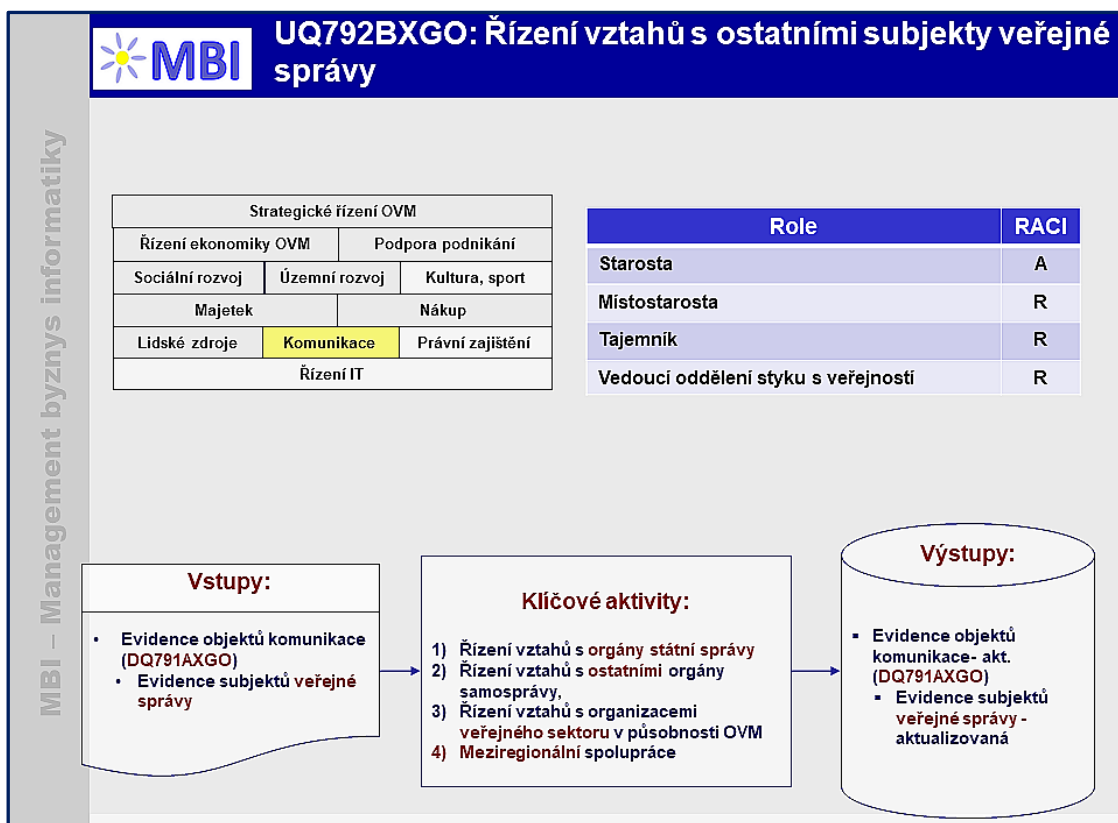 MBI
UQ792BXGO: Řízení vztahů s ostatními subjekty veřejné
správy
MBI – Management byznys informatiky
Strategické řízení OVM
Řízení ekonomiky OVM
Podpora podnikání
Sociální rozvoj
Územní rozvoj
Kultura, sport
Majetek
Nákup
Lidské zdroje
Komunikace
Právní zajištění
Řízení IT
Role RACI
Starosta A
Místostarosta R
Tajemník R
Vedoucí oddělení styku s veřejností R
Vstupy:
• Evidence objektů komunikace
(DQ791AXGO)
• Evidence subjektů veřejné
správy
Klíčové aktivity:
1) Řízení vztahů s orgány státní správy
2) Řízení vztahů s ostatními orgány
samosprávy,
3) Řízení vztahů s organizacemi
veřejného sektoru v působnosti OVM
4) Meziregionální spolupráce
Výstupy:
▪ Evidence objektů
komunikace- akt.
(DQ791AXGO)
▪ Evidence subjektů
veřejné správy -
aktualizovaná